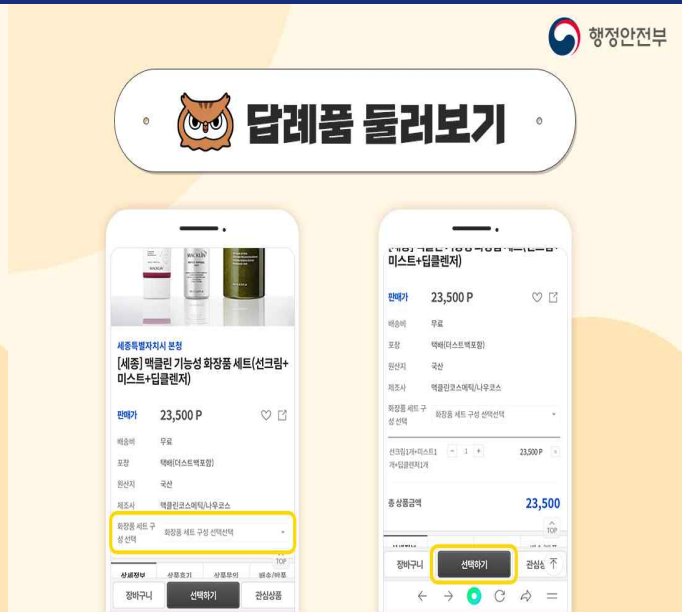 행정안전부
답례품 둘러보기
세종특별자치시 본청
[세종] 맥클린 기능성 화장품 세트(선크림+
미스트+딥클렌저)
판매가 23,500 P
배송비 무료
포장 택배(더스트백포함)
원산지 국산
제조사 맥클린코스메틱/나우코스
화장품 세트 구
성 선택 화장품 세트 구성 선택선택
TOP
상세정보 상품후기 상품문의 배송/반품
장바구니 선택하기 관심상품
미스트+딥클렌저)
판매가 23,500 P
배송비 무료
포장 택배(더스트백포함)
원산지 국산
제조사 맥클린코스메틱/나우코스
화장품 세트 구
성 선택 화장품 세트 구성 선택선택
선크림1개+미스트1
개+딥클렌저1개 - 1 + 23,500 P x
총 상품금액 23,500
TOP
장바구니 선택하기 관심상